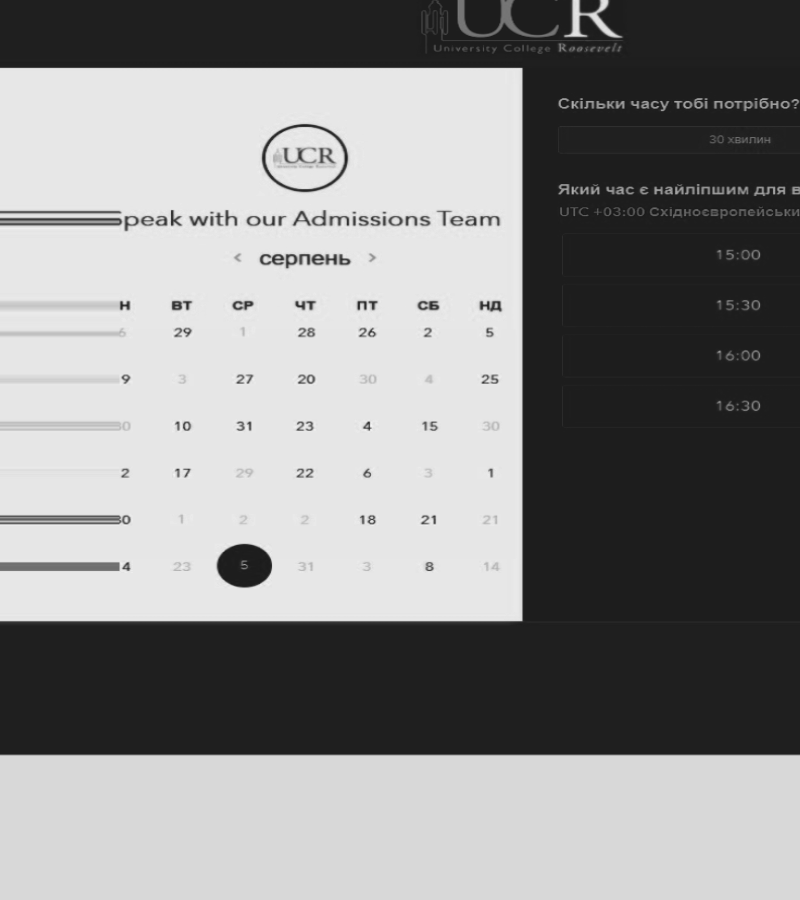 UCR
University College Roosevelt
UCR
Speak with our Admissions Team
< серпень >
Н ВТ СР ЧТ ПТ СБ НД
6 29 1 28 26 2 5
9 3 27 20 30 4 25
30 10 31 23 4 15 30
2 17 29 22 6 3 1
30 1 2 2 18 21 21
4 23 5 31 3 8 14
Скільки часу тобі потрібно?
30 хвилин
Який час є найліпшим для в
UTC +03:00 Східноєвропейськи
15:00
15:30
16:00
16:30